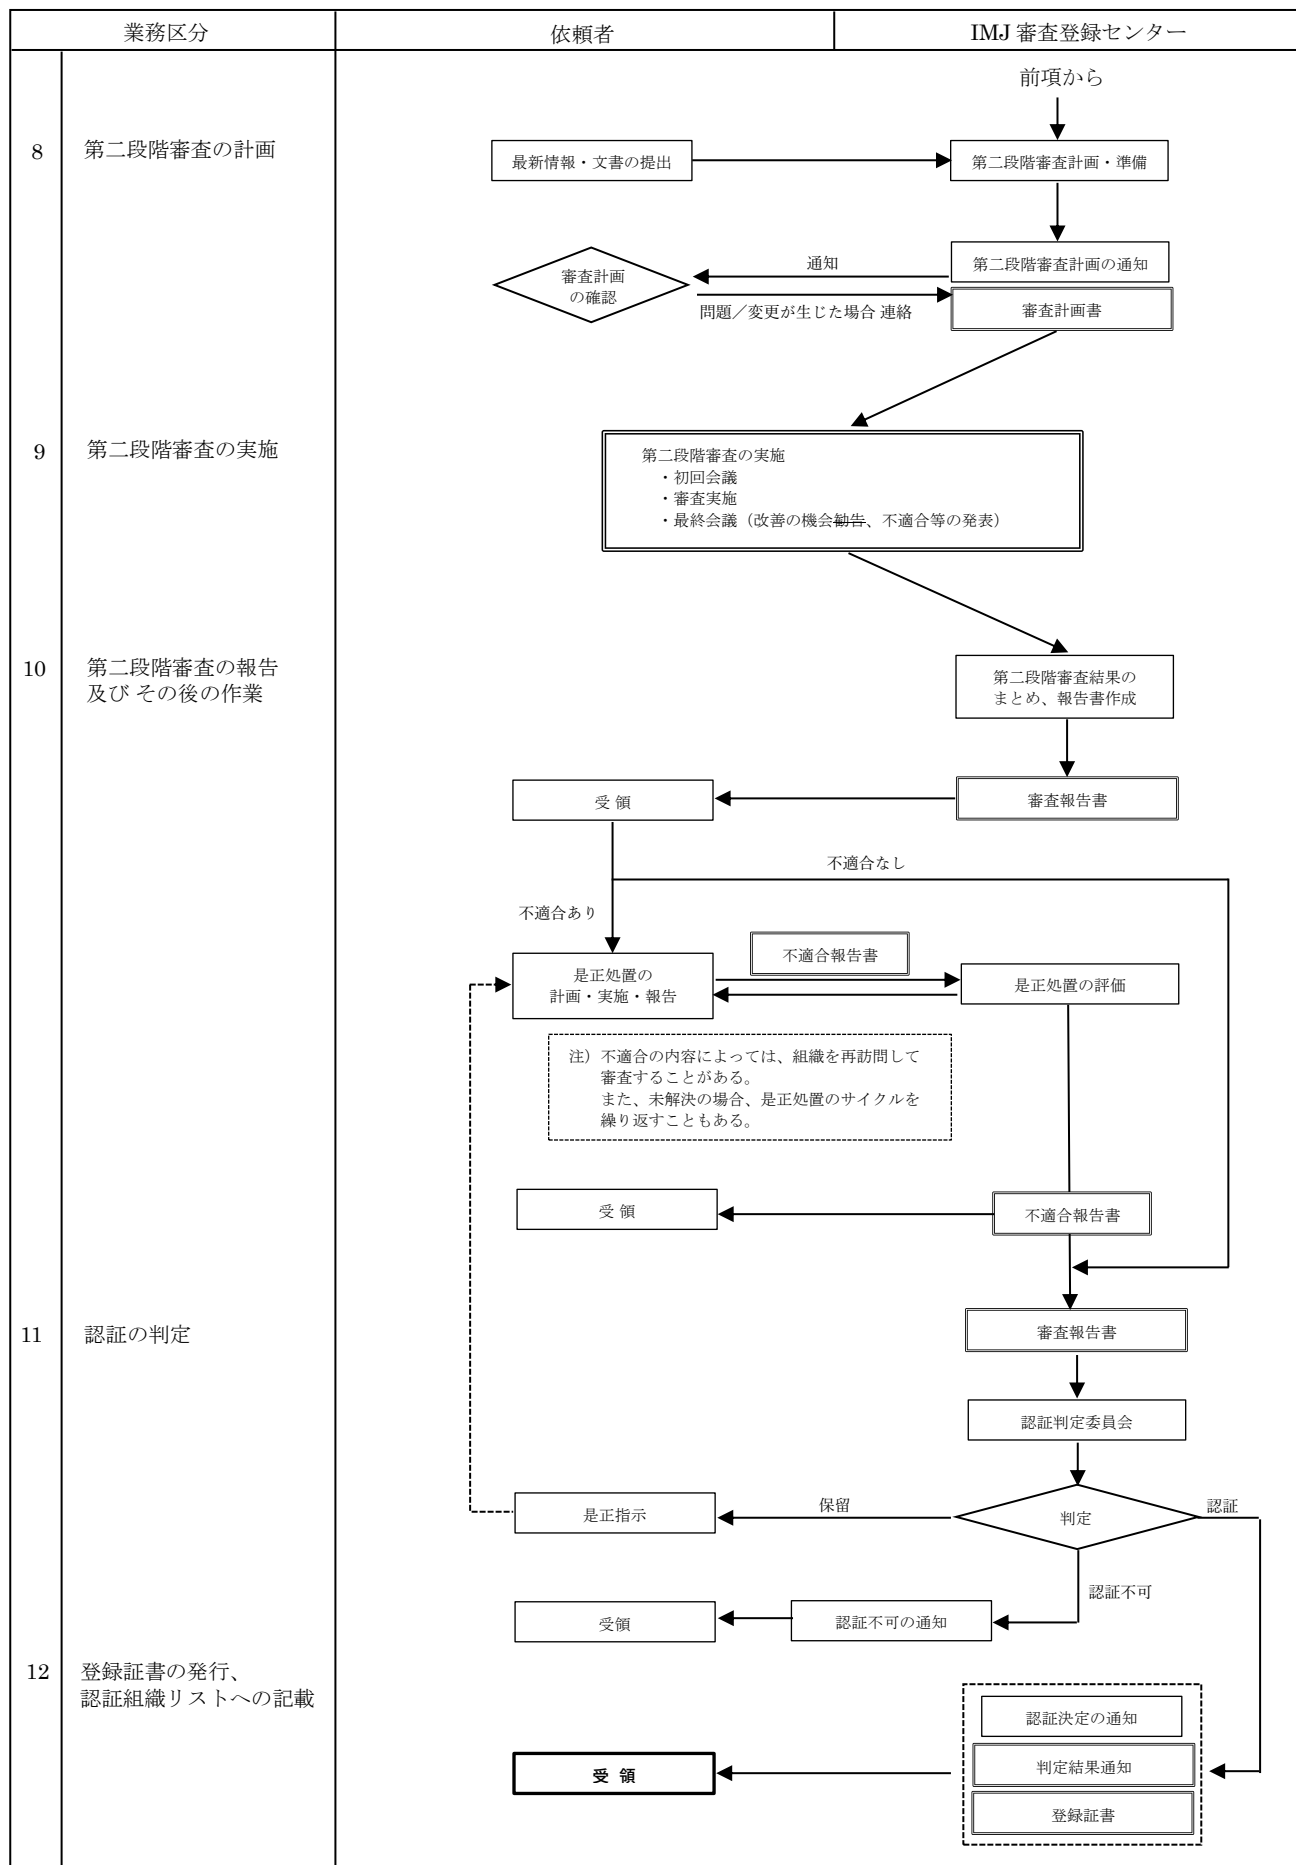 業務区分
依頼者
IMJ 審査登録センター
前項から
8
第二段階審査の計画
最新情報・文書の提出
第二段階審査計画・準備
通知
第二段階審査計画の通知
審査計画
の確認
問題／変更が生じた場合 連絡
審査計画書
9
第二段階審査の実施
第二段階審査の実施
・初回会議
・審査実施
・最終会議（改善の機会勧告、不適合等の発表）
10
第二段階審査の報告
及び その後の作業
第二段階審査結果の
まとめ、報告書作成
受 領
審査報告書
不適合なし
不適合あり
不適合報告書
是正処置の
計画・実施・報告
是正処置の評価
注）不適合の内容によっては、組織を再訪問して
審査することがある。
また、未解決の場合、是正処置のサイクルを
繰り返すこともある。
受 領
不適合報告書
11
認証の判定
審査報告書
認証判定委員会
是正指示
保留
判定
認証
認証不可
受領
認証不可の通知
12
登録証書の発行、
認証組織リストへの記載
認証決定の通知
受 領
判定結果通知
登録証書